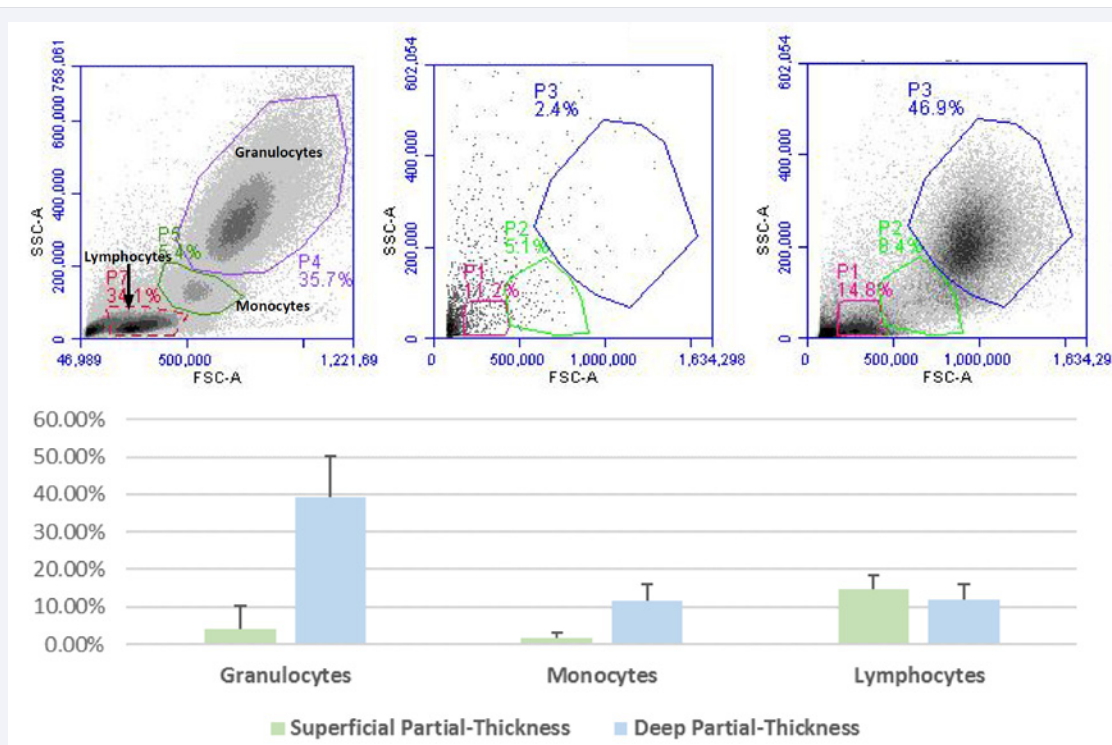 758,061
600,000
400,000
200,000
0
SSC-A
46,989
500,000
1,221,69
FSC-A
Granulocytes
P5
5.4%
Lymphocytes
P7
34.1%
P4
35.7%
Monocytes
602,054
400,000
200,000
0
SSC-A
P3
2.4%
P2
5.1%
P1
11.2%
0
500,000
1,000,000
1,634,298
FSC-A
602,054
400,000
200,000
0
SSC-A
P3
46.9%
P2
8.4%
P1
14.8%
0
500,000
1,000,000
1,634,29
FSC-A
60.00%
50.00%
40.00%
30.00%
20.00%
10.00%
0.00%
Granulocytes Monocytes Lymphocytes
Superficial Partial-Thickness Deep Partial-Thickness